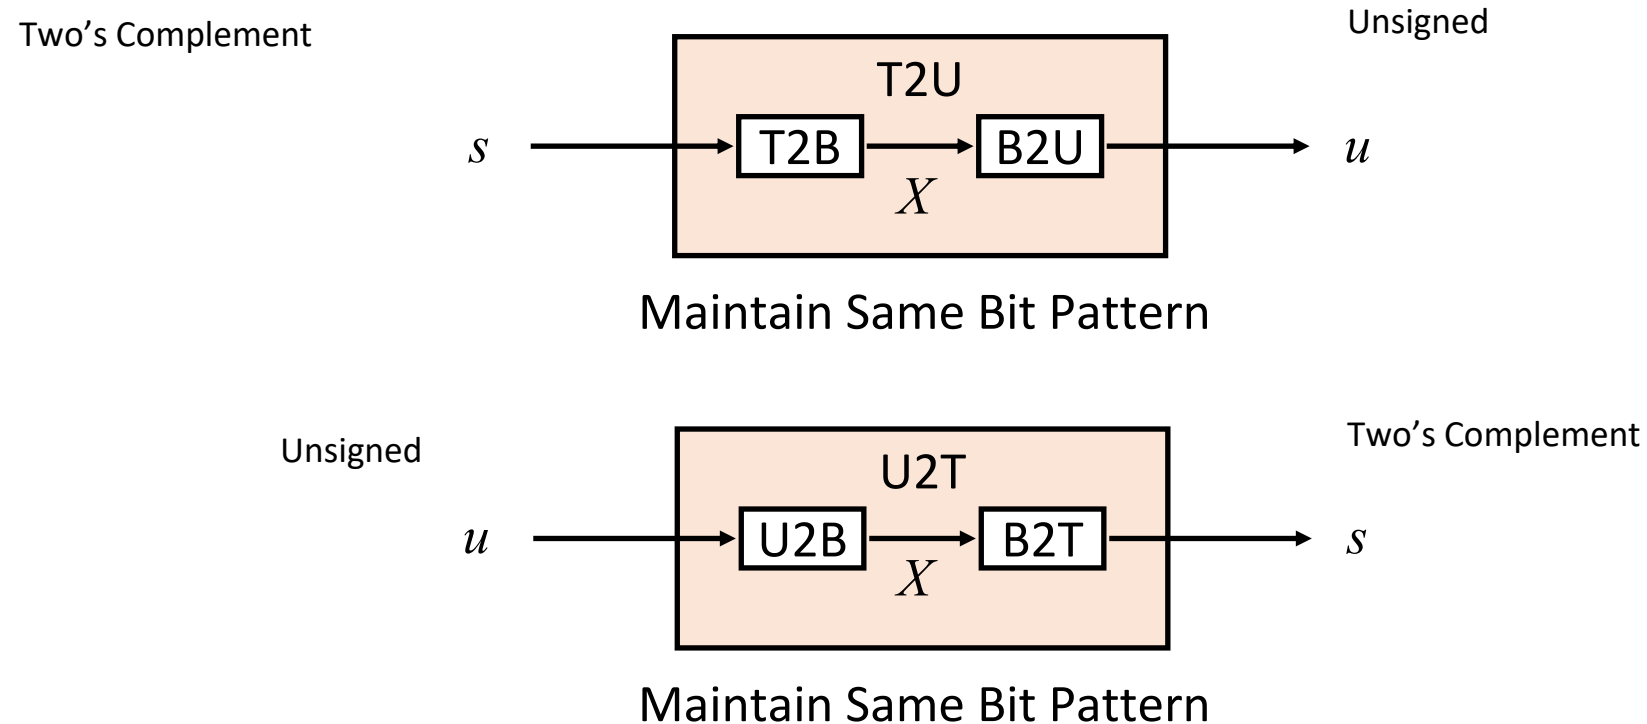 Two’s Complement
Unsigned
T2U
s
T2B
B2U
u
X
Maintain Same Bit Pattern
Unsigned
Two’s Complement
U2T
u
U2B
B2T
s
X
Maintain Same Bit Pattern